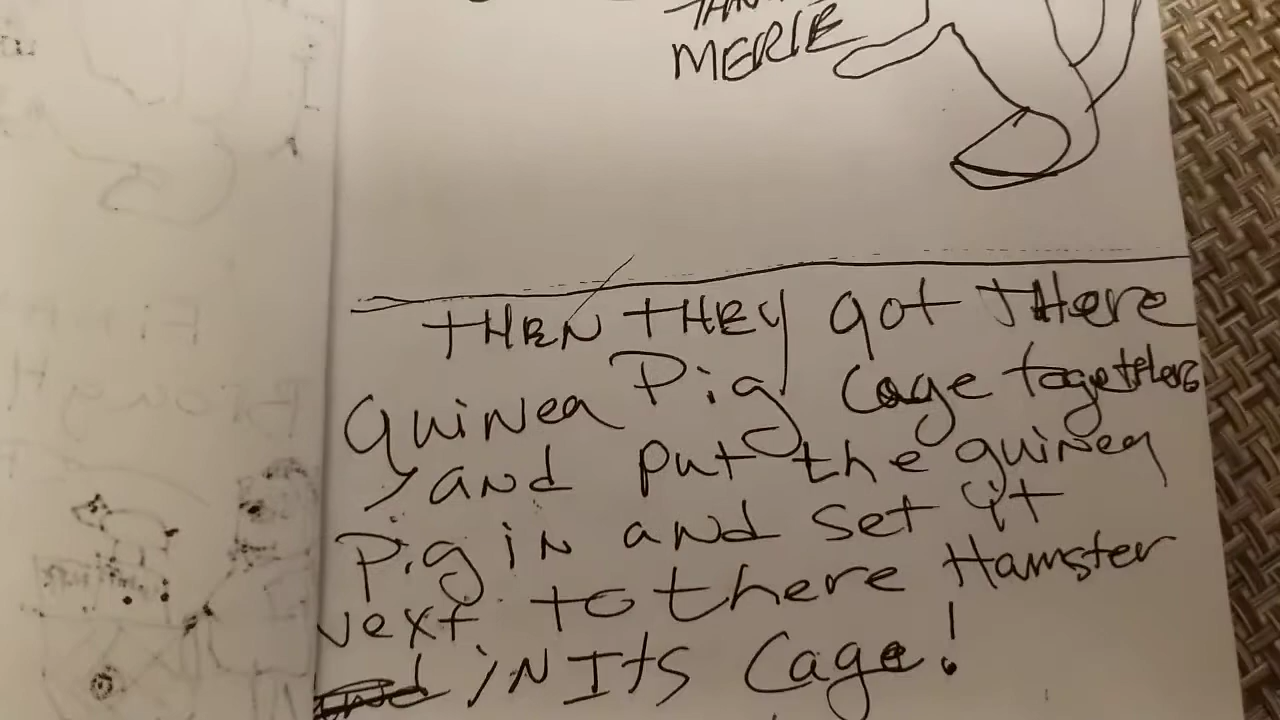 MERIE
THEN THEY got THere
guinea Pig Cage together
and put the guinea
pig in and set it
Next to there Hamster
in Its Cage!